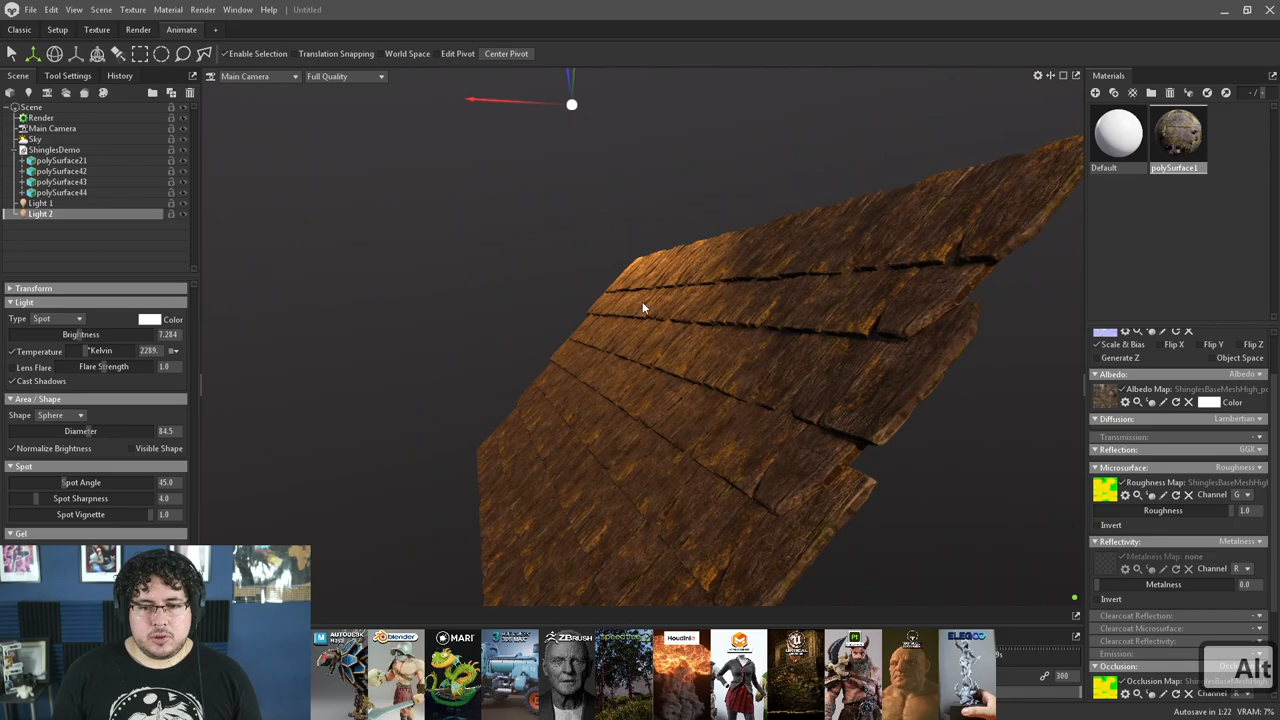 File Edit View Scene Texture Material Render Window Help Untitled
Classic Setup Texture Render Animate +
Enable Selection Translation Snapping World Space Edit Pivot Center Pivot
Scene Tool Settings History
Main Camera Full Quality
Materials
Scene
Render
Main Camera
Sky
ShinglesDemo
polySurface21
polySurface42
polySurface43
polySurface44
Light 1
Light 2
Default polySurface1
Transform
Light
Type Spot Color
Brightness 7.284
Temperature °Kelvin 2289.
Lens Flare Flare Strength 1.0
Cast Shadows
Area / Shape
Shape Sphere
Diameter 84.5
Normalize Brightness Visible Shape
Spot
Spot Angle 45.0
Spot Sharpness 4.0
Spot Vignette 1.0
Gel
Scale & Bias Flip X Flip Y Flip Z
Generate Z Object Space
Albedo: Albedo
Albedo Map: ShinglesBaseMeshHigh_po
Color
Diffusion: Lambertian
Transmission:
Reflection: GGX
Microsurface: Roughness
Roughness Map: ShinglesBaseMeshHigl
Channel G
Roughness 1.0
Invert
Reflectivity: Metalness
Metalness Map: none
Channel R
Metalness 0.0
Invert
Clearcoat Reflection:
Clearcoat Microsurface:
Clearcoat Reflectivity:
Emission:
Occlusion:
Occlusion Map: ShinglesBaseMeshHigl
Channel R
Alt
AUTODESK blender MARI ZBRUSH Houdini UNREAL Pt ELEGOO
300
Autosave in 1:22 VRAM: 7%